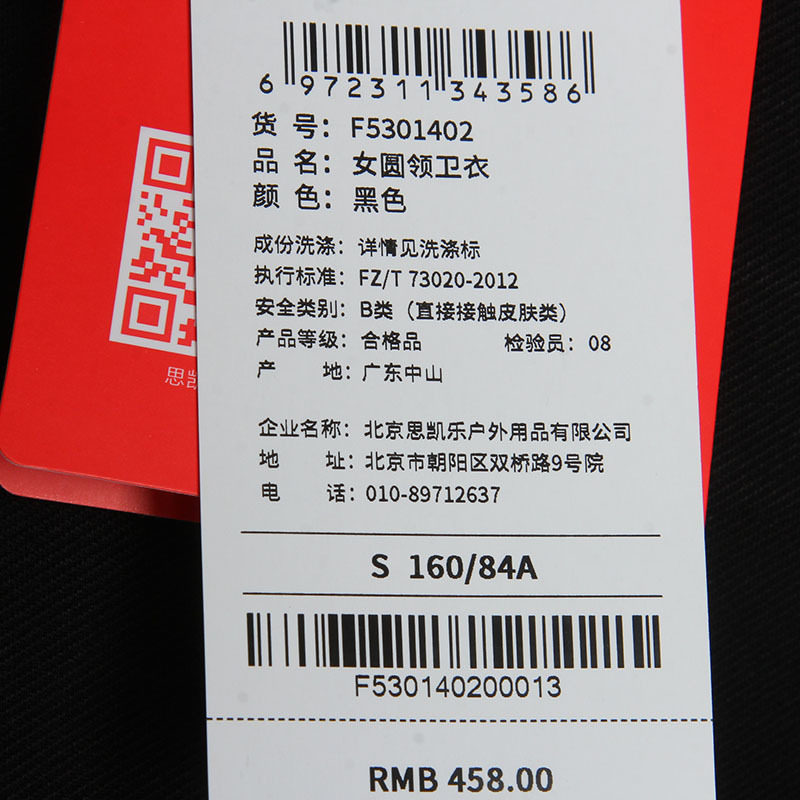 6 972311 343586
货 号：F5301402
品 名：女圆领卫衣
颜 色：黑色
成份洗涤：详情见洗涤标
执行标准：FZ/T 73020-2012
安全类别：B类（直接接触皮肤类）
产品等级：合格品 检验员：08
产 地：广东中山
企业名称：北京思凯乐户外用品有限公司
地 址：北京市朝阳区双桥路9号院
电 话：010-89712637
S 160/84A
F530140200013
RMB 458.00
思凯